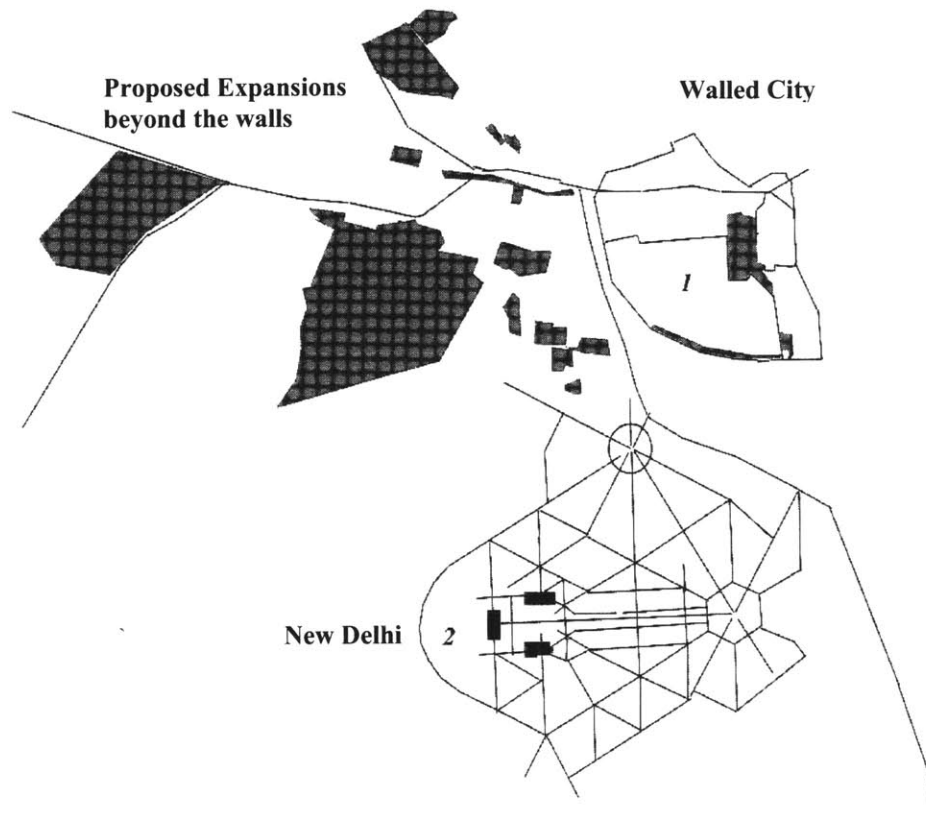 Proposed Expansions
beyond the walls
Walled City
1
New Delhi
2